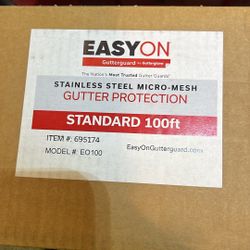 EASYON
Gutterguard by Gutterglove
The Nation's Most Trusted Gutter Guards
STAINLESS STEEL MICRO-MESH
GUTTER PROTECTION
STANDARD 100ft
ITEM #: 695174
MODEL #: EO100
EasyOnGutterguard.com